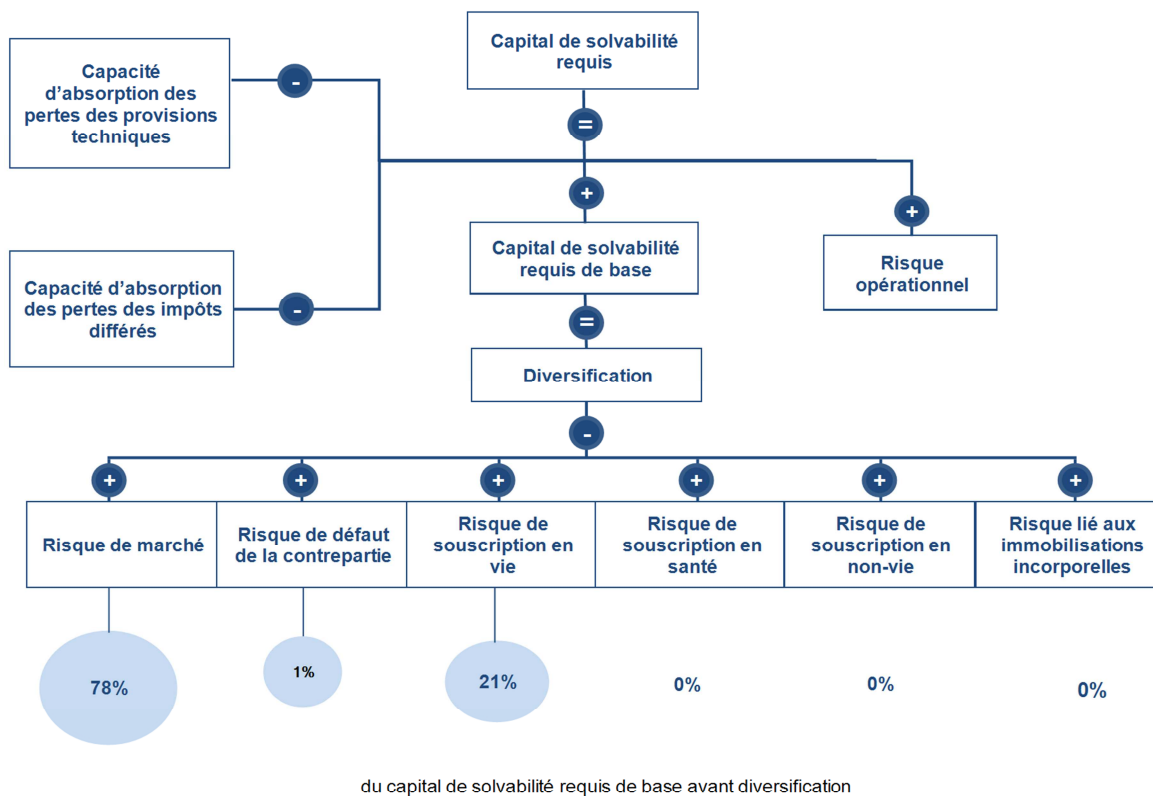 Capital de solvabilité
requis
Capacité
d'absorption des
pertes des provisions
techniques
-
=
+
+
Capital de solvabilité
requis de base
Risque
opérationnel
Capacité d'absorption
des pertes des impôts
différés
-
=
Diversification
-
+
+
+
+
+
+
Risque de marché
Risque de défaut
de la contrepartie
Risque de
souscription en
vie
Risque de
souscription en
santé
Risque de
souscription en
non-vie
Risque lié aux
immobilisations
incorporelles
78%
1%
21%
0%
0%
0%
du capital de solvabilité requis de base avant diversification